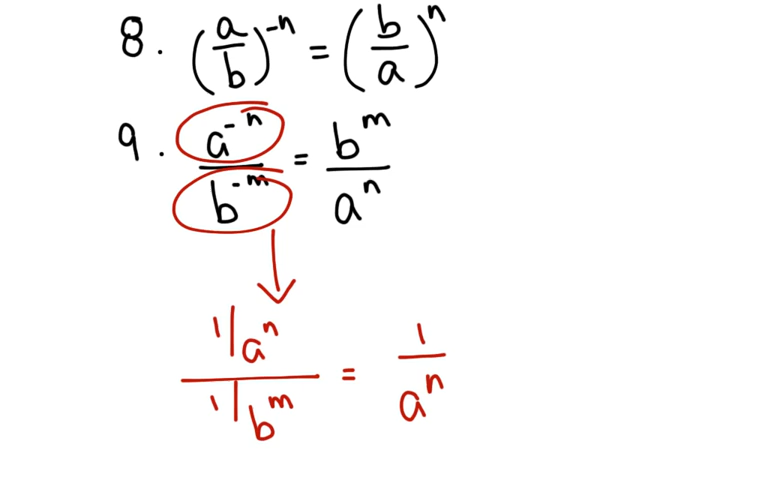 8. (a/b)^-n = (b/a)^n
9. a^-n/b^-m = b^m/a^n
(1/a^n)/(1/b^m) = 1/a^n